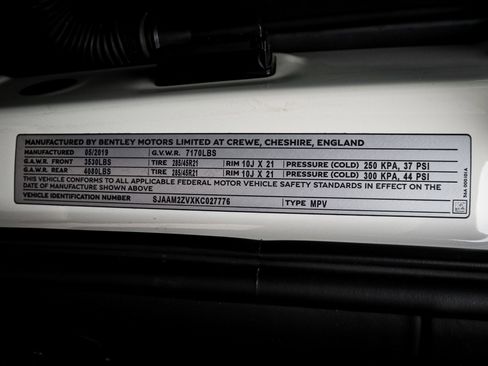 MANUFACTURED BY BENTLEY MOTORS LIMITED AT CREWE, CHESHIRE, ENGLAND
MANUFACTURED 05/2019 G.V.W.R. 7170LBS
G.A.W.R. FRONT 3530LBS TIRE 285/45R21 RIM 10J X 21 PRESSURE (COLD) 250 KPA, 37 PSI
G.A.W.R. REAR 4080LBS TIRE 285/45R21 RIM 10J X 21 PRESSURE (COLD) 300 KPA, 44 PSI
THIS VEHICLE CONFORMS TO ALL APPLICABLE FEDERAL MOTOR VEHICLE SAFETY STANDARDS IN EFFECT ON THE
DATE OF MANUFACTURE SHOWN ABOVE
VEHICLE IDENTIFICATION NUMBER SJAAM2ZVXKC027776 TYPE MPV